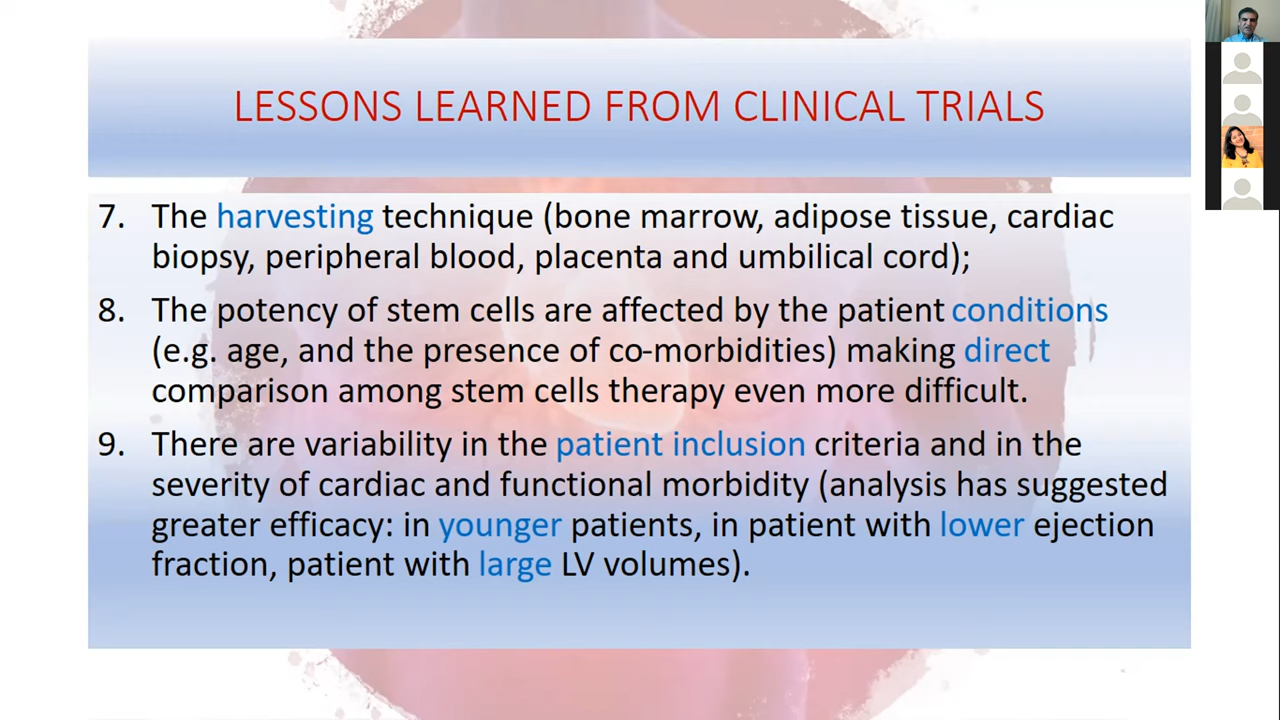 LESSONS LEARNED FROM CLINICAL TRIALS
7. The harvesting technique (bone marrow, adipose tissue, cardiac
biopsy, peripheral blood, placenta and umbilical cord);
8. The potency of stem cells are affected by the patient conditions
(e.g. age, and the presence of co-morbidities) making direct
comparison among stem cells therapy even more difficult.
9. There are variability in the patient inclusion criteria and in the
severity of cardiac and functional morbidity (analysis has suggested
greater efficacy: in younger patients, in patient with lower ejection
fraction, patient with large LV volumes).